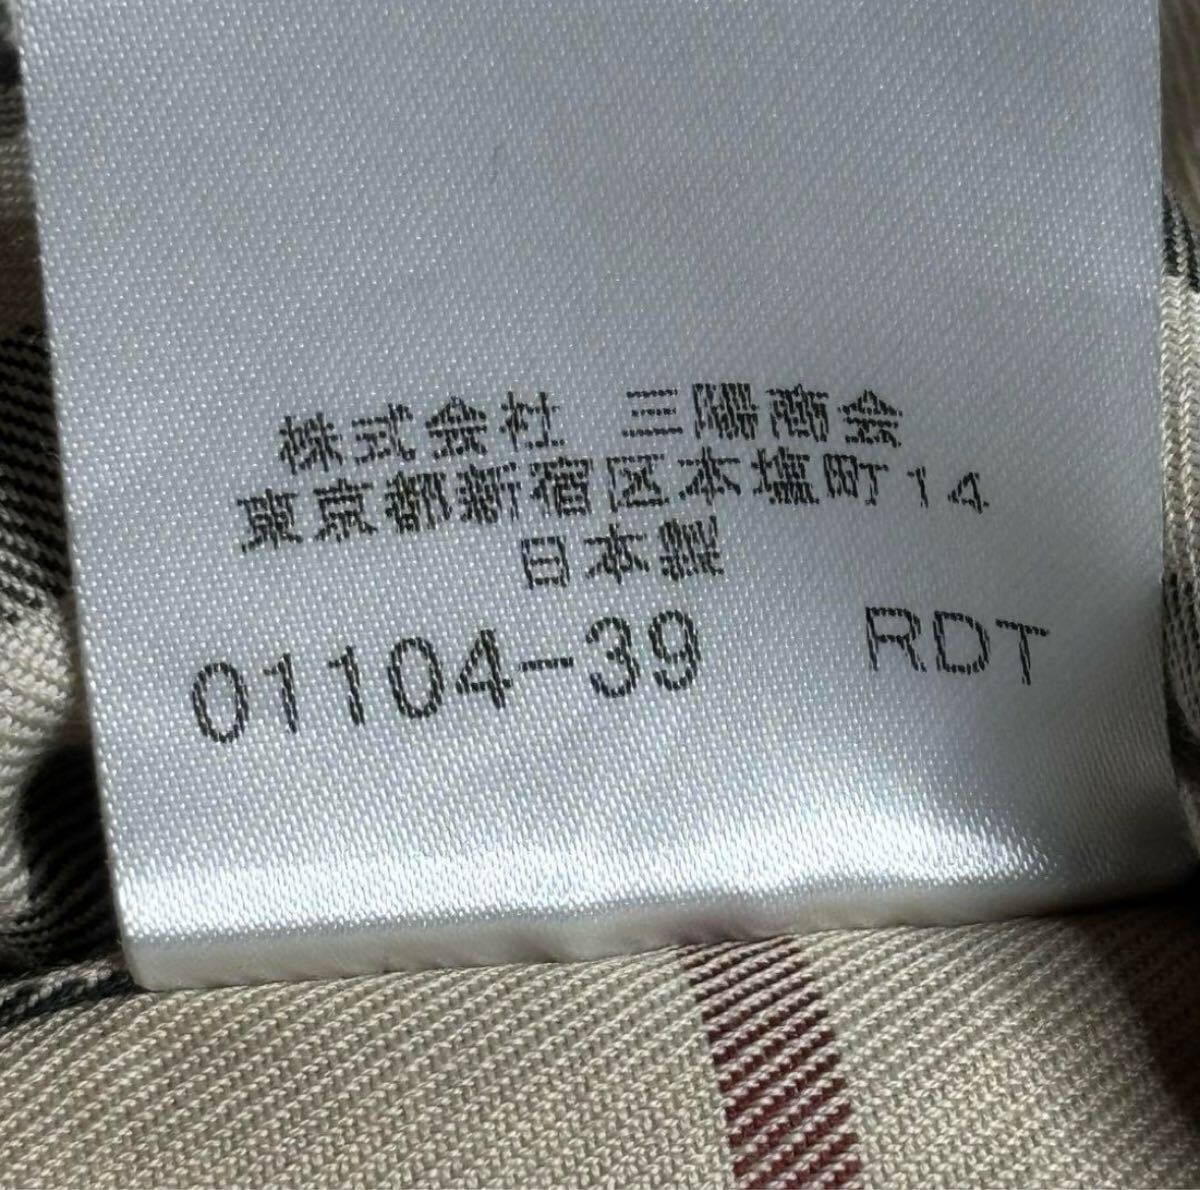 株式会社 三陽商会
東京都新宿区本塩町14
日本製
01104-39 RDT